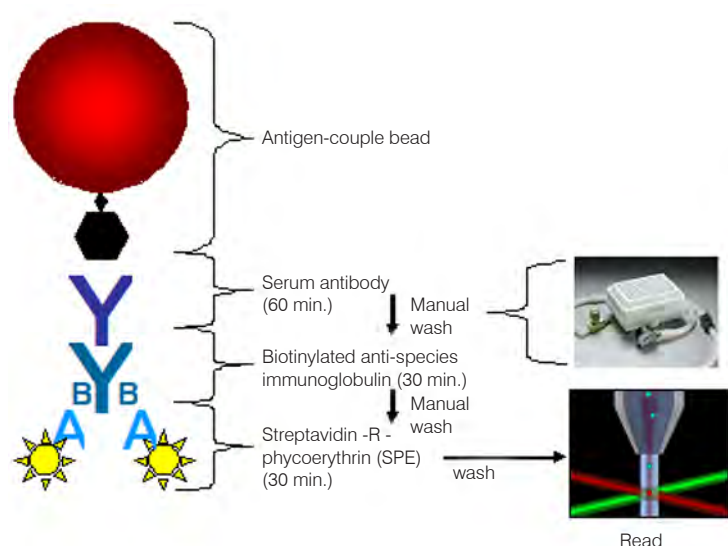 Antigen-couple bead
Serum antibody
(60 min.)
Manual
wash
Biotinylated anti-species
immunoglobulin (30 min.)
B B
Manual
wash
A A
Streptavidin -R -
phycoerythrin (SPE)
(30 min.)
wash
Read